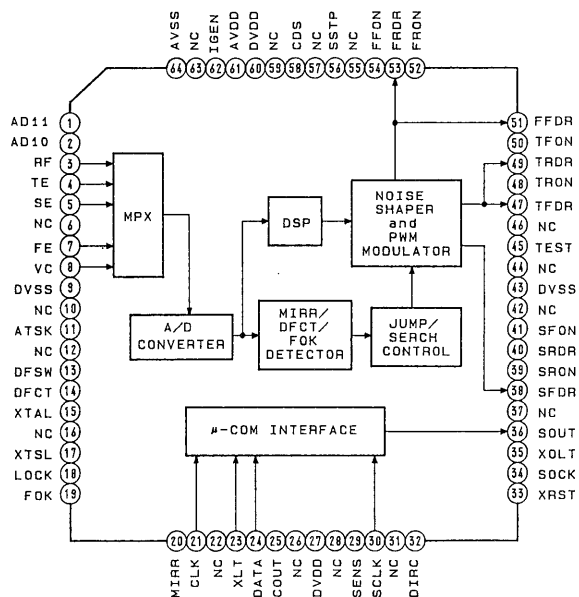 AVSS NC IGEN AVDD DVDD NC CDS NC SSTP NC FFON FRDR FRON
64 63 62 61 60 59 58 57 56 55 54 53 52
AD11 1
AD10 2
RF 3
TE 4
SE 5
NC 6
FE 7
VC 8
DVSS 9
NC 10
ATSK 11
NC 12
DFSW 13
DFCT 14
XTAL 15
NC 16
XTSL 17
LOCK 18
FOK 19
MPX
A/D
CONVERTER
DSP
MIRR/
DFCT/
FOK
DETECTOR
NOISE
SHAPER
and
PWM
MODULATOR
JUMP/
SERCH
CONTROL
μ-COM INTERFACE
51 FFDR
50 TFON
49 TRDR
48 TRON
47 TFDR
46 NC
45 TEST
44 NC
43 DVSS
42 NC
41 SFON
40 SRDR
39 SRON
38 SFDR
37 NC
36 SOUT
35 XOLT
34 SOCK
33 XRST
20 21 22 23 24 25 26 27 28 29 30 31 32
MIRR CLK NC XLT DATA COUT NC DVDD NC SENS SCLK NC DIRC